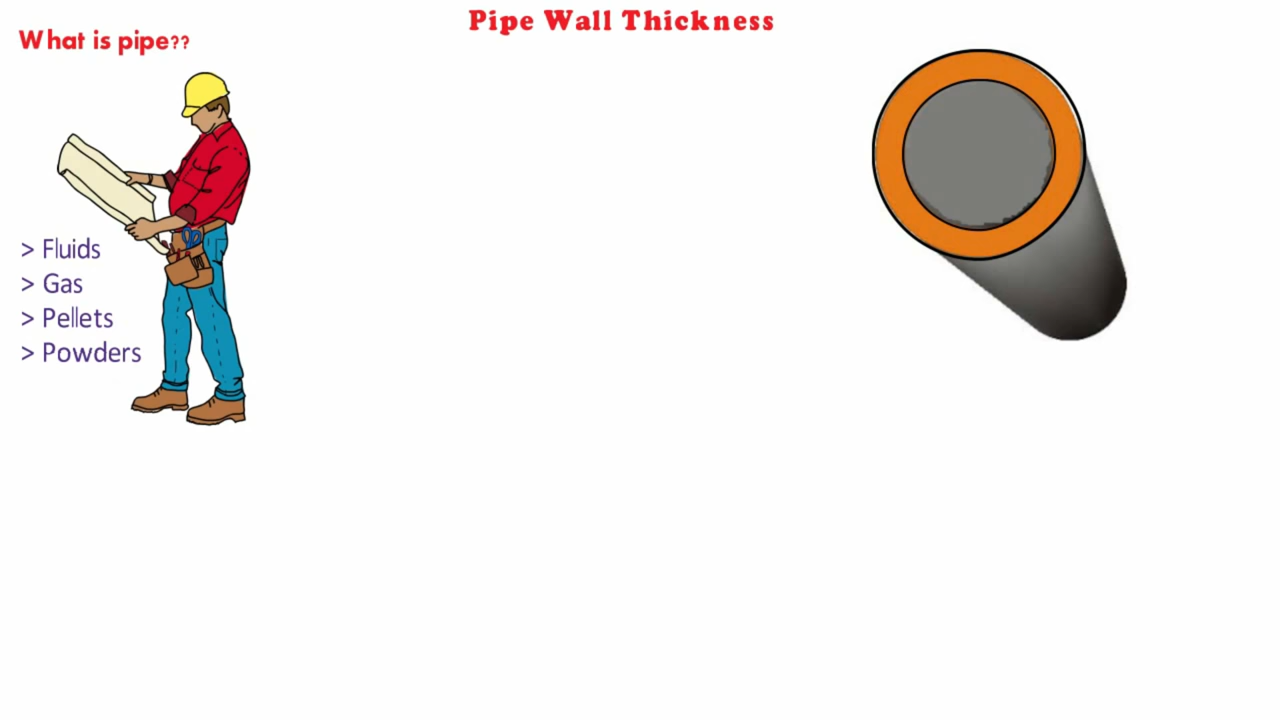 Pipe Wall Thickness
What is pipe??
> Fluids
> Gas
> Pellets
> Powders